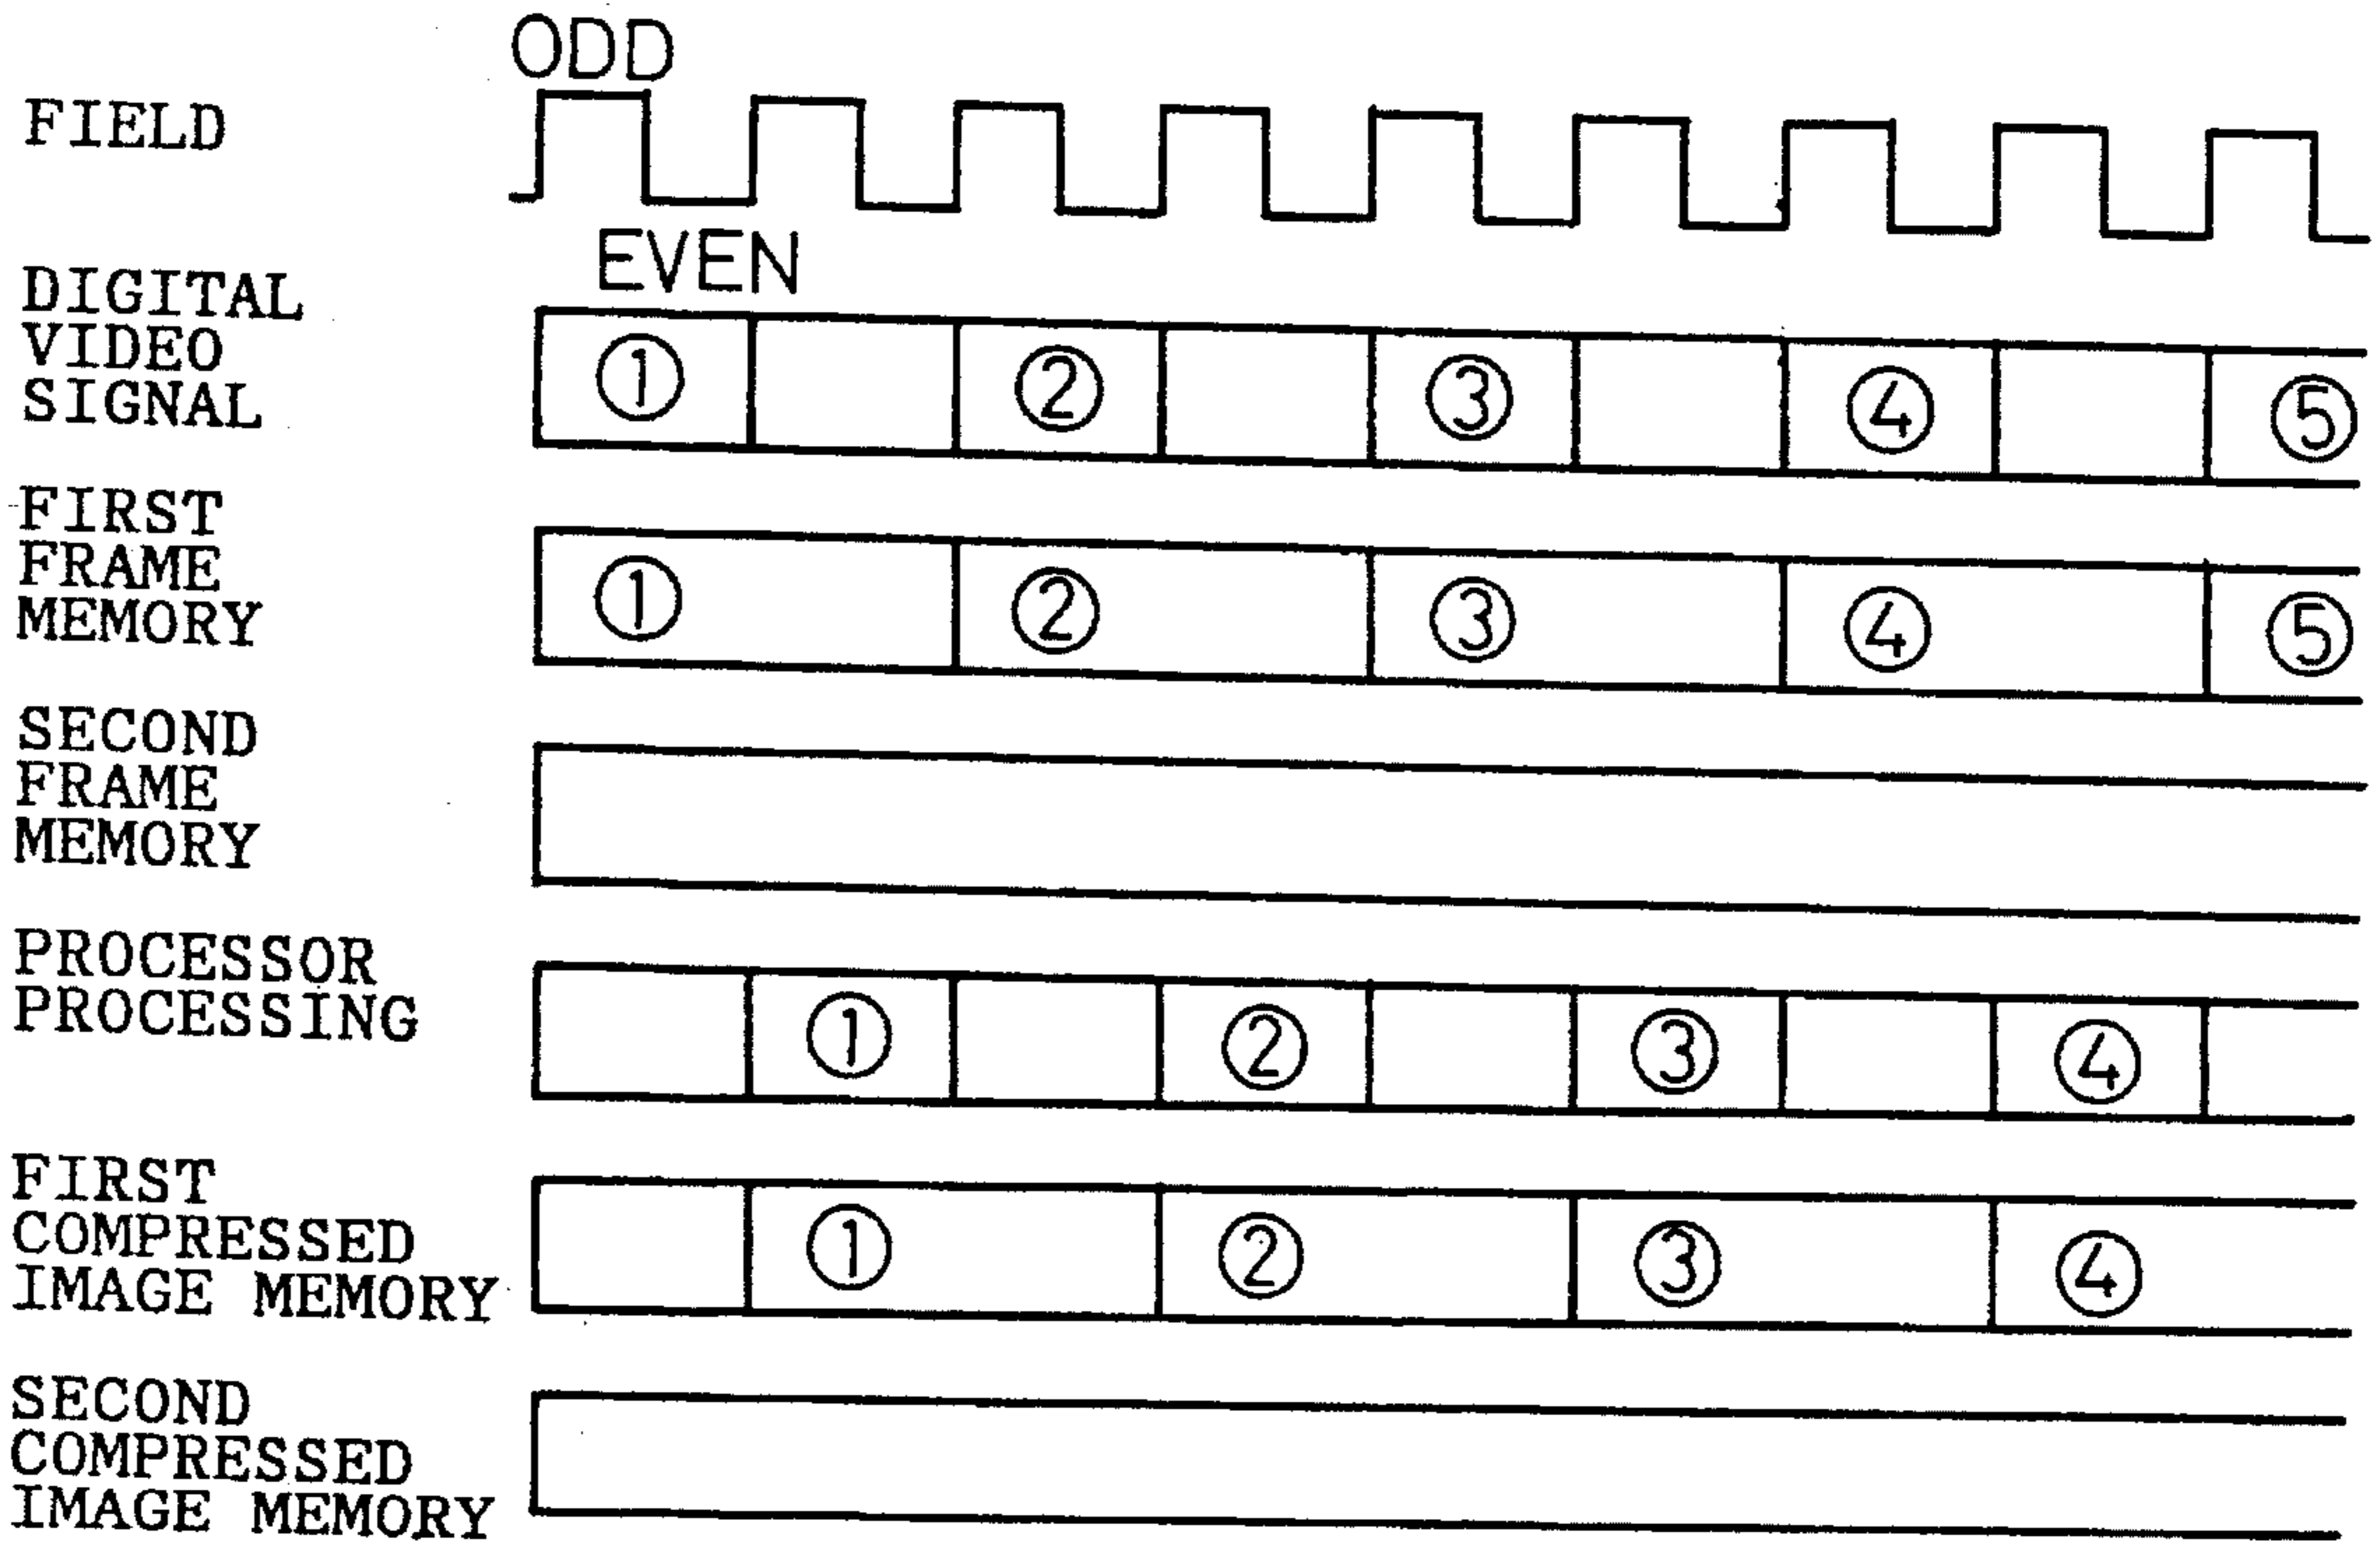 ODD
FIELD
EVEN
DIGITAL
VIDEO
SIGNAL
① ② ③ ④ ⑤
FIRST
FRAME
MEMORY
① ② ③ ④ ⑤
SECOND
FRAME
MEMORY
PROCESSOR
PROCESSING
① ② ③ ④
FIRST
COMPRESSED
IMAGE MEMORY
① ② ③ ④
SECOND
COMPRESSED
IMAGE MEMORY